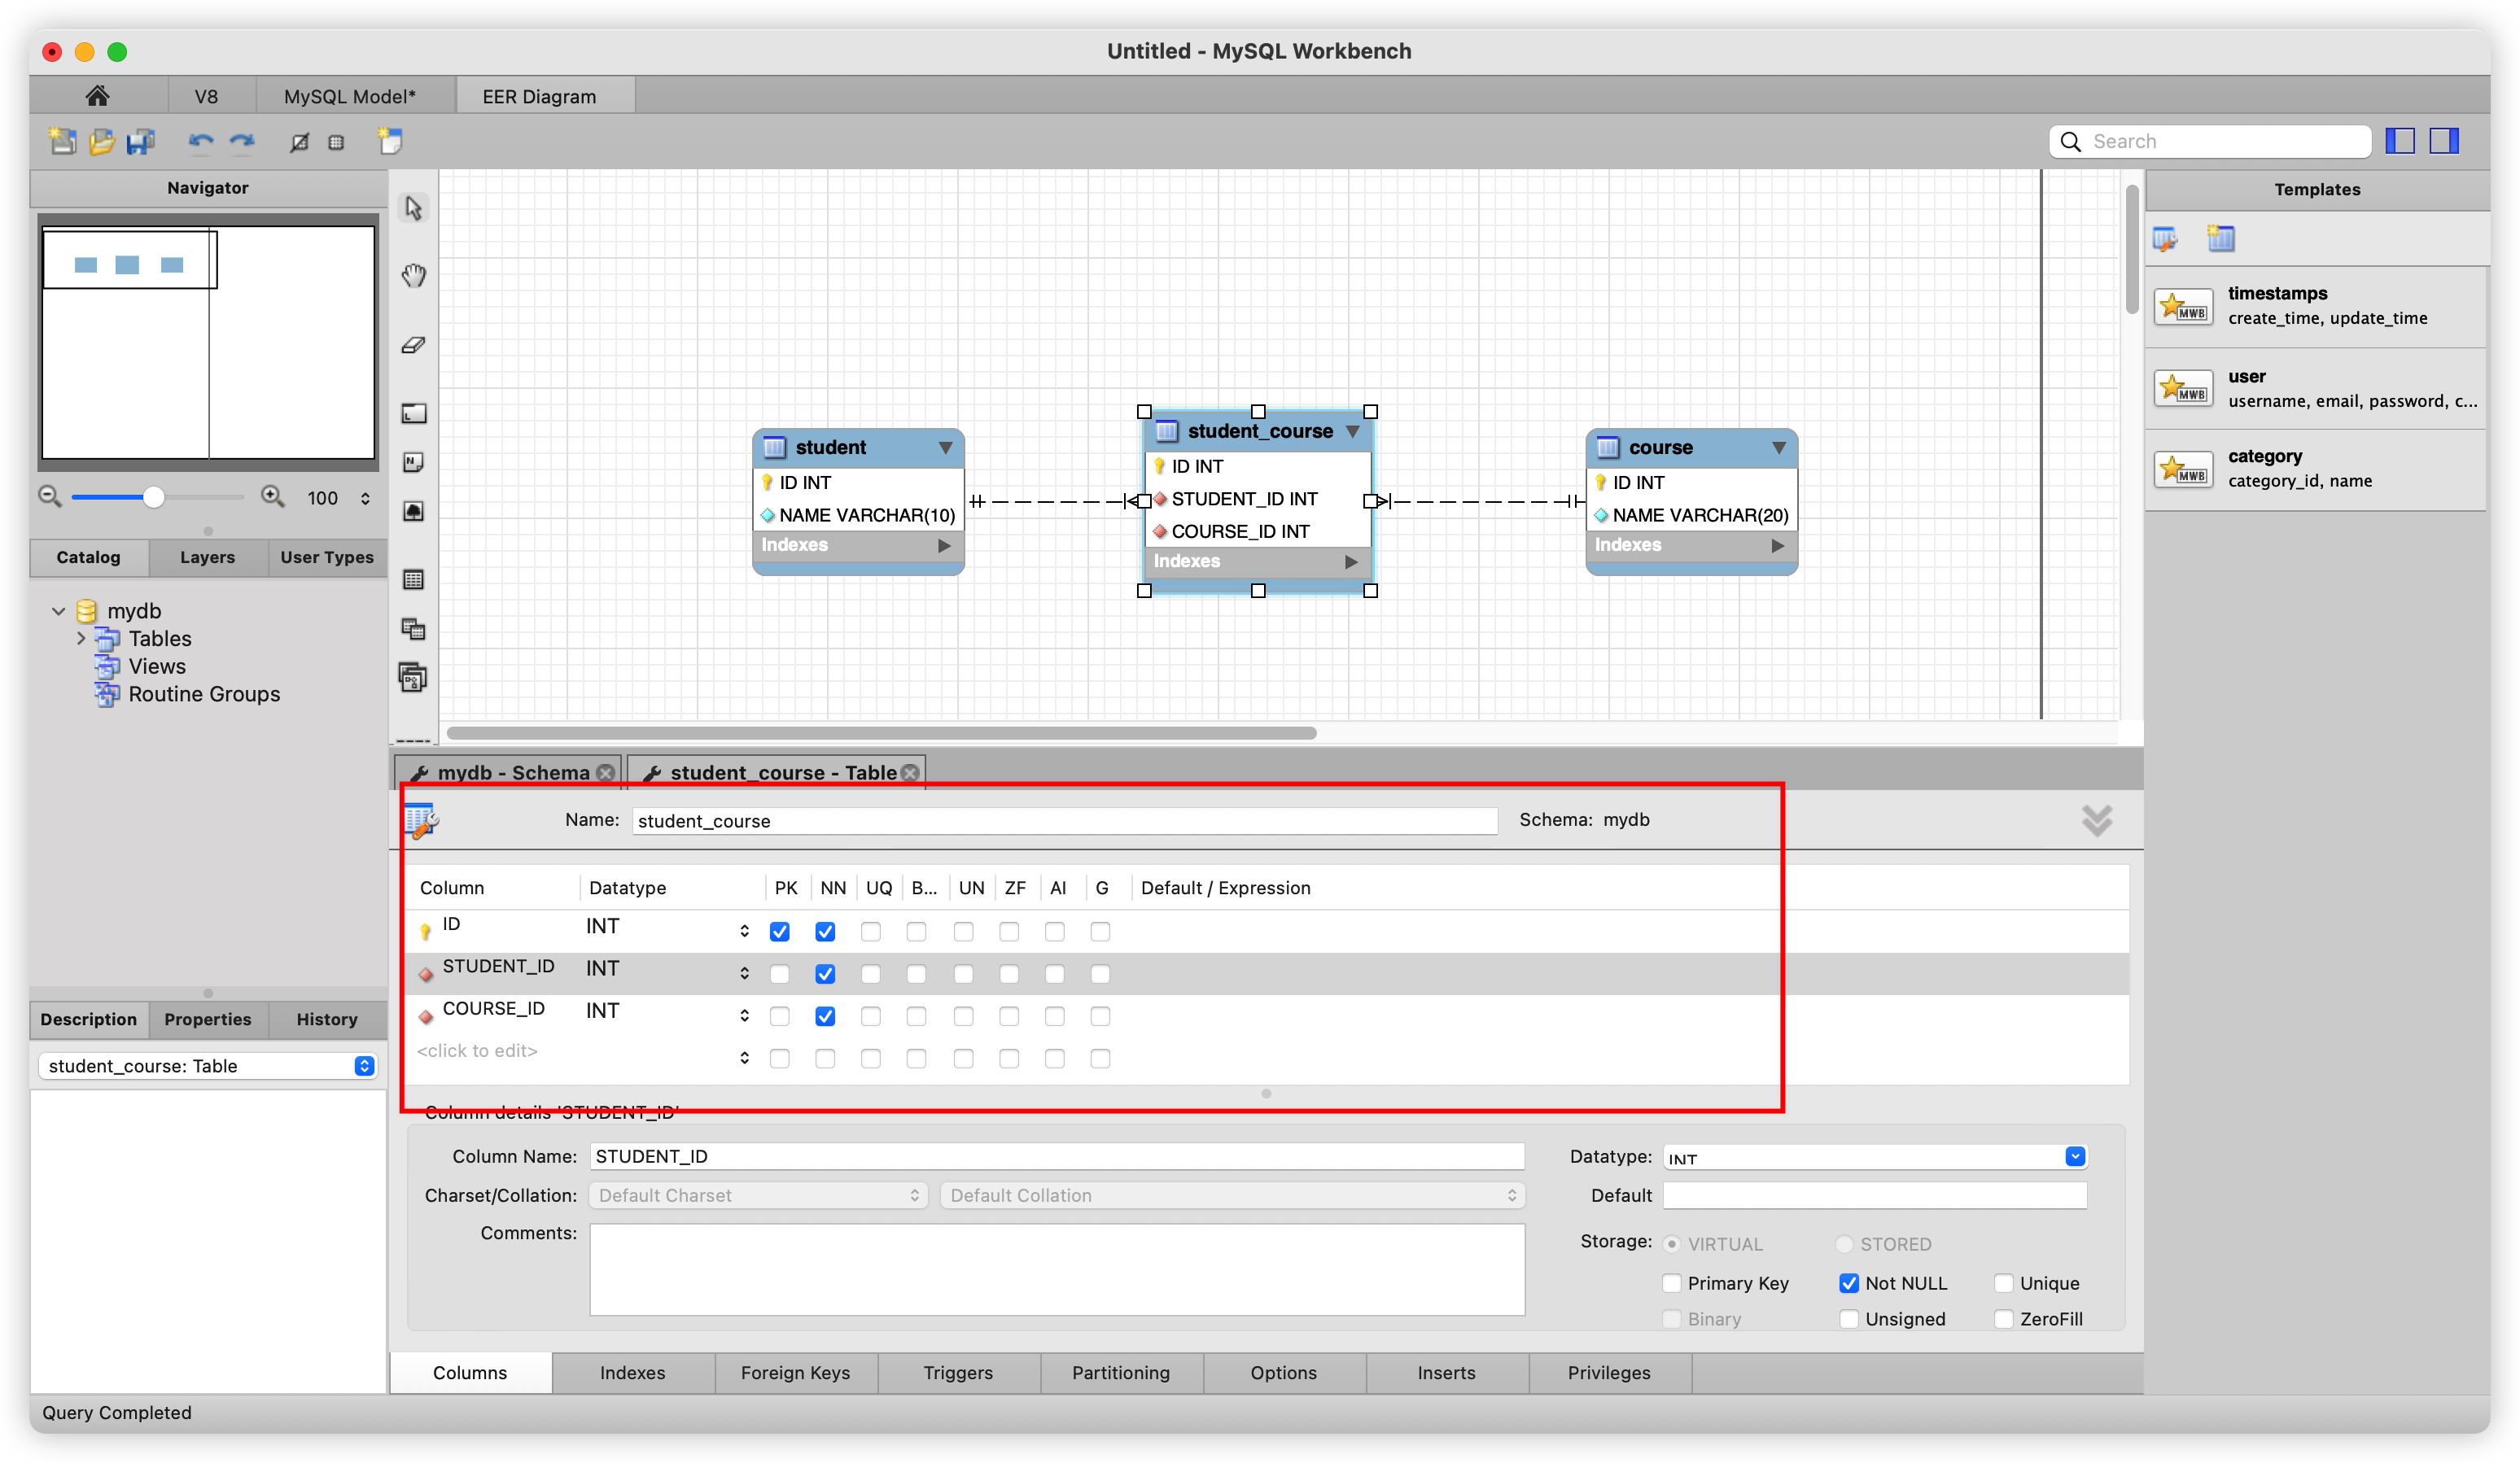 Untitled - MySQL Workbench
V8
MySQL Model*
EER Diagram
Search
Navigator
100
Catalog
Layers
User Types
mydb
Tables
Views
Routine Groups
Description
Properties
History
student_course: Table
Query Completed
student
ID INT
NAME VARCHAR(10)
Indexes
student_course
ID INT
STUDENT_ID INT
COURSE_ID INT
Indexes
course
ID INT
NAME VARCHAR(20)
Indexes
Templates
MWB
timestamps
create_time, update_time
MWB
user
username, email, password, c...
MWB
category
category_id, name
mydb - Schema
student_course - Table
Name: student_course Schema: mydb
Column Datatype PK NN UQ B... UN ZF AI G Default / Expression
ID INT
STUDENT_ID INT
COURSE_ID INT
<click to edit>
Column details 'STUDENT_ID'
Column Name: STUDENT_ID
Datatype: INT
Charset/Collation: Default Charset Default Collation
Default
Comments:
Storage: VIRTUAL STORED
Primary Key Not NULL Unique
Binary Unsigned ZeroFill
Columns
Indexes
Foreign Keys
Triggers
Partitioning
Options
Inserts
Privileges